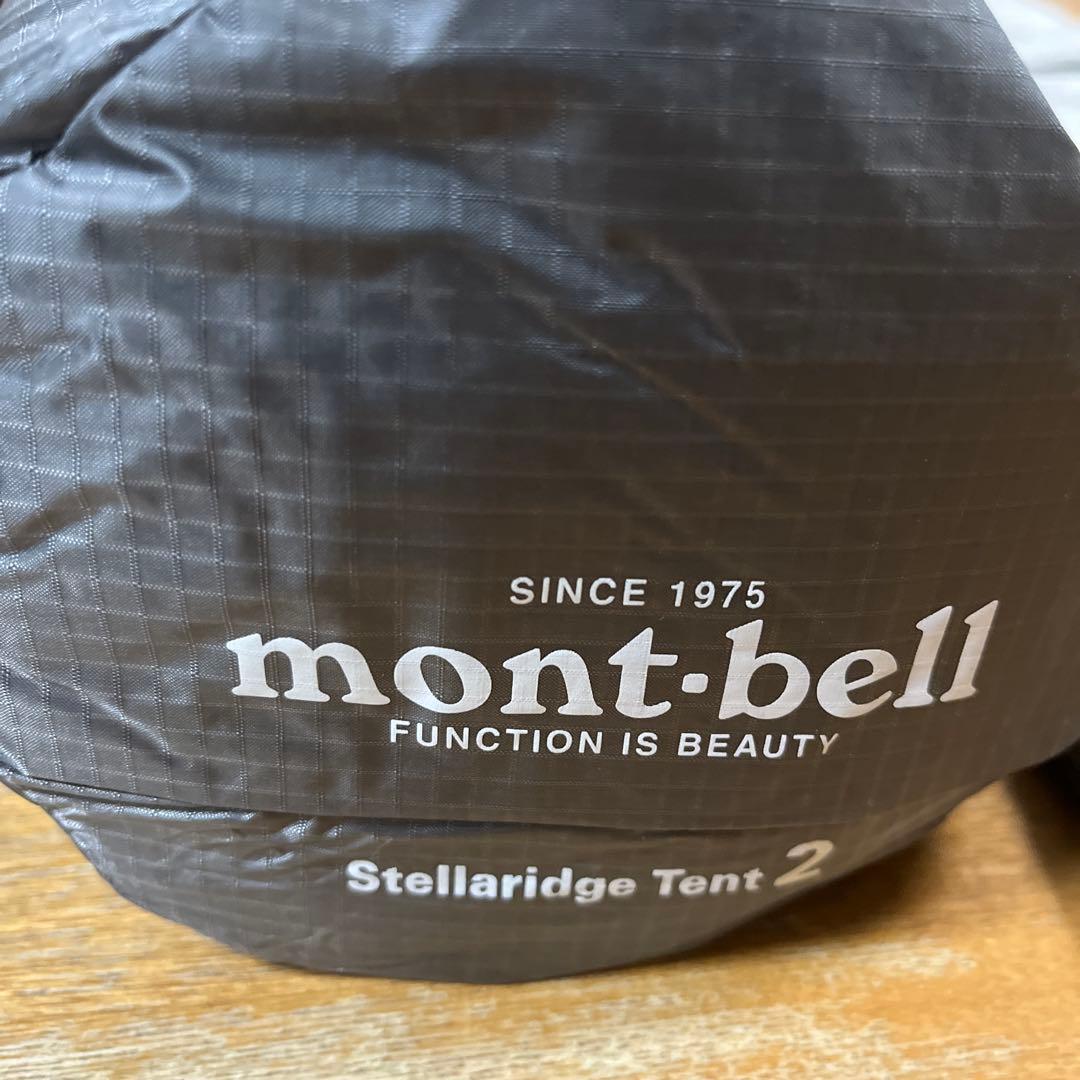 SINCE 1975
mont·bell
FUNCTION IS BEAUTY
Stellaridge Tent 2